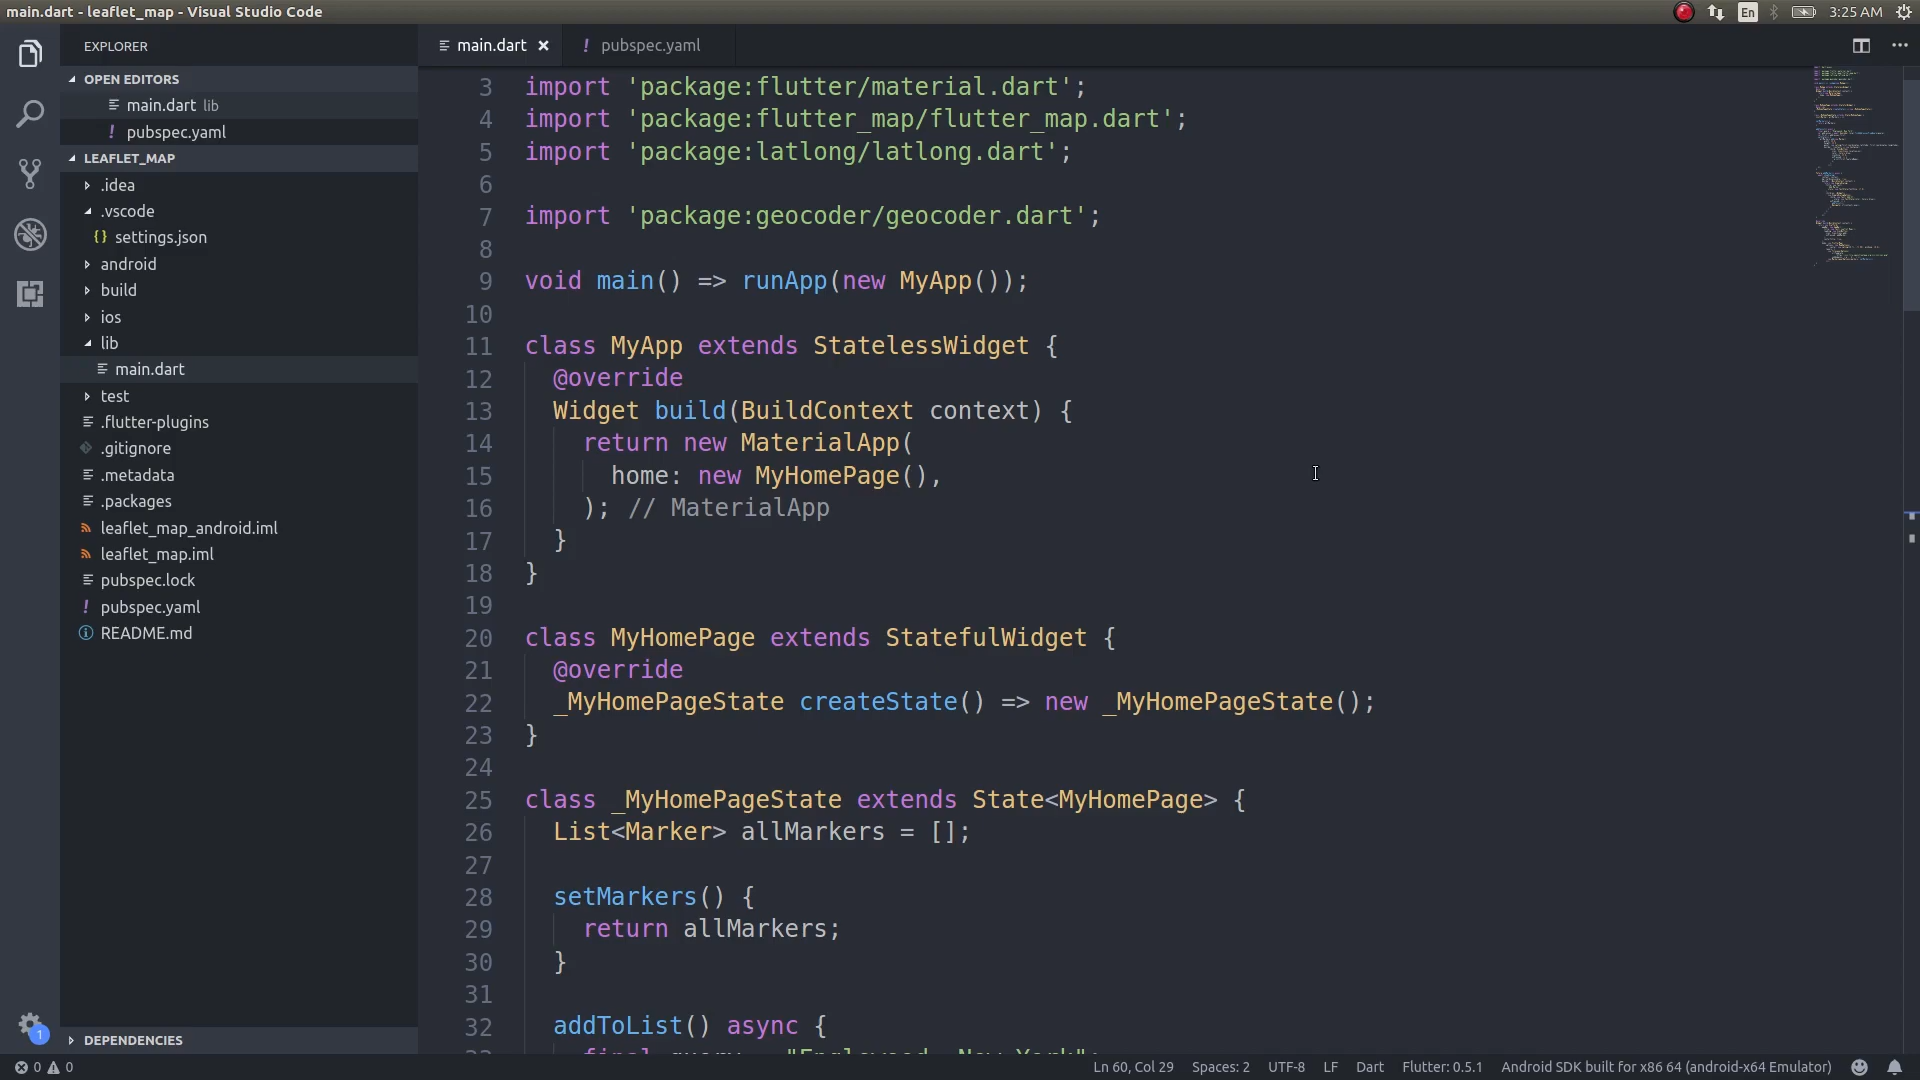 main.dart - leaflet_map - Visual Studio Code
En
3:25 AM
EXPLORER
main.dart
! pubspec.yaml
OPEN EDITORS
main.dart lib
! pubspec.yaml
LEAFLET_MAP
.idea
.vscode
{} settings.json
android
build
ios
lib
main.dart
test
.flutter-plugins
.gitignore
.metadata
.packages
leaflet_map_android.iml
leaflet_map.iml
pubspec.lock
! pubspec.yaml
README.md
DEPENDENCIES
1
3 import 'package:flutter/material.dart';
4 import 'package:flutter_map/flutter_map.dart';
5 import 'package:latlong/latlong.dart';
6
7 import 'package:geocoder/geocoder.dart';
8
9 void main() => runApp(new MyApp());
10
11 class MyApp extends StatelessWidget {
12 @override
13 Widget build(BuildContext context) {
14 return new MaterialApp(
15 home: new MyHomePage(),
16 ); // MaterialApp
17 }
18 }
19
20 class MyHomePage extends StatefulWidget {
21 @override
22 _MyHomePageState createState() => new _MyHomePageState();
23 }
24
25 class _MyHomePageState extends State<MyHomePage> {
26 List<Marker> allMarkers = [];
27
28 setMarkers() {
29 return allMarkers;
30 }
31
32 addToList() async {
0 0
Ln 60, Col 29
Spaces: 2
UTF-8
LF
Dart
Flutter: 0.5.1
Android SDK built for x86 64 (android-x64 Emulator)